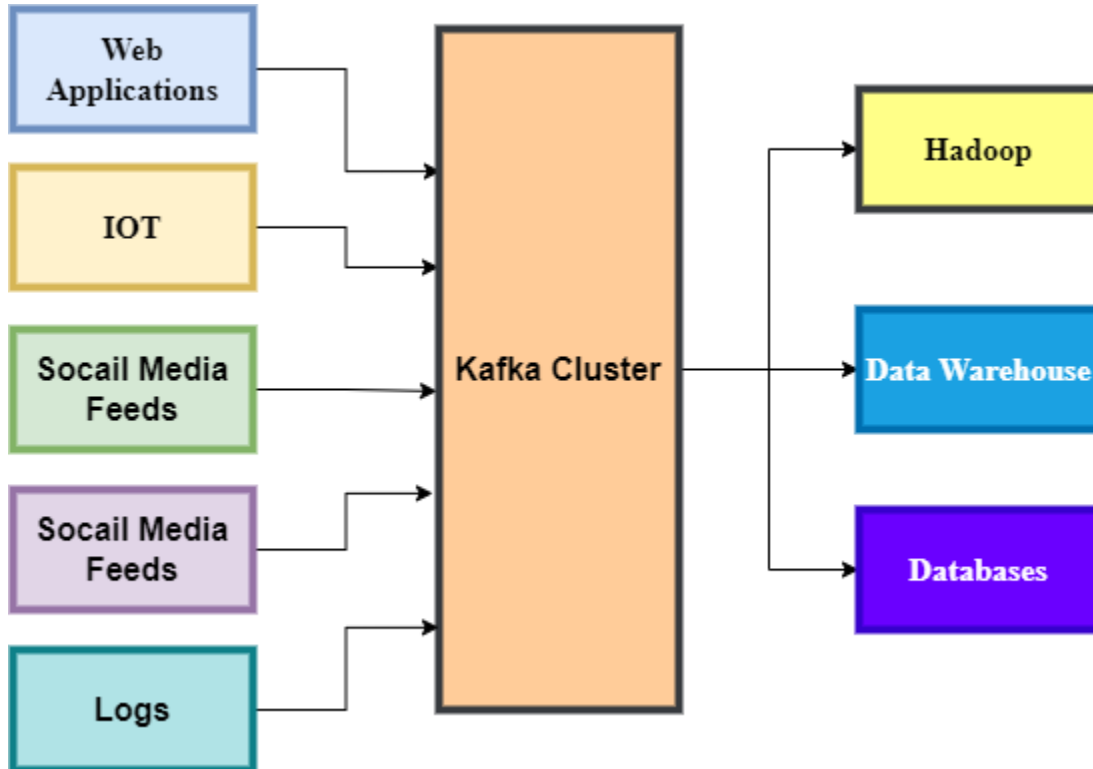 Web
Applications
IOT
Socail Media
Feeds
Socail Media
Feeds
Logs
Kafka Cluster
Hadoop
Data Warehouse
Databases